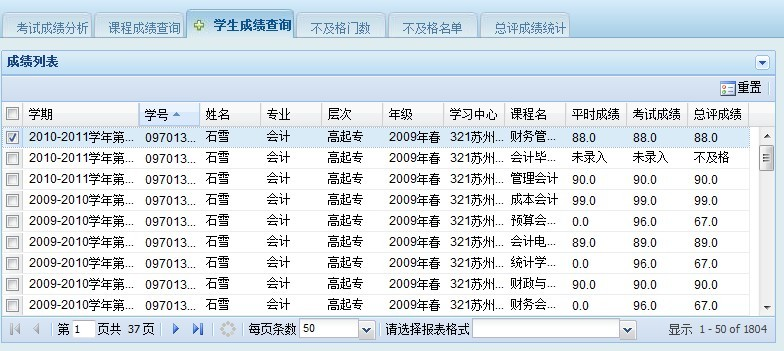 考试成绩分析 课程成绩查询 学生成绩查询 不及格门数 不及格名单 总评成绩统计
成绩列表
重置
学期 学号 姓名 专业 层次 年级 学习中心 课程名 平时成绩 考试成绩 总评成绩
2010-2011学年第... 097013... 石雪 会计 高起专 2009年春 321苏州... 财务管... 88.0 88.0 88.0
2010-2011学年第... 097013... 石雪 会计 高起专 2009年春 321苏州... 会计毕... 未录入 未录入 不及格
2010-2011学年第... 097013... 石雪 会计 高起专 2009年春 321苏州... 管理会计 90.0 90.0 90.0
2009-2010学年第... 097013... 石雪 会计 高起专 2009年春 321苏州... 成本会计 99.0 99.0 99.0
2009-2010学年第... 097013... 石雪 会计 高起专 2009年春 321苏州... 预算会... 0.0 96.0 67.0
2009-2010学年第... 097013... 石雪 会计 高起专 2009年春 321苏州... 会计电... 89.0 89.0 89.0
2009-2010学年第... 097013... 石雪 会计 高起专 2009年春 321苏州... 统计学... 0.0 96.0 67.0
2009-2010学年第... 097013... 石雪 会计 高起专 2009年春 321苏州... 财政与... 90.0 90.0 90.0
2009-2010学年第... 097013... 石雪 会计 高起专 2009年春 321苏州... 财务会... 0.0 96.0 67.0
第 1 页共 37 页 每页条数 50 请选择报表格式 显示 1 - 50 of 1804